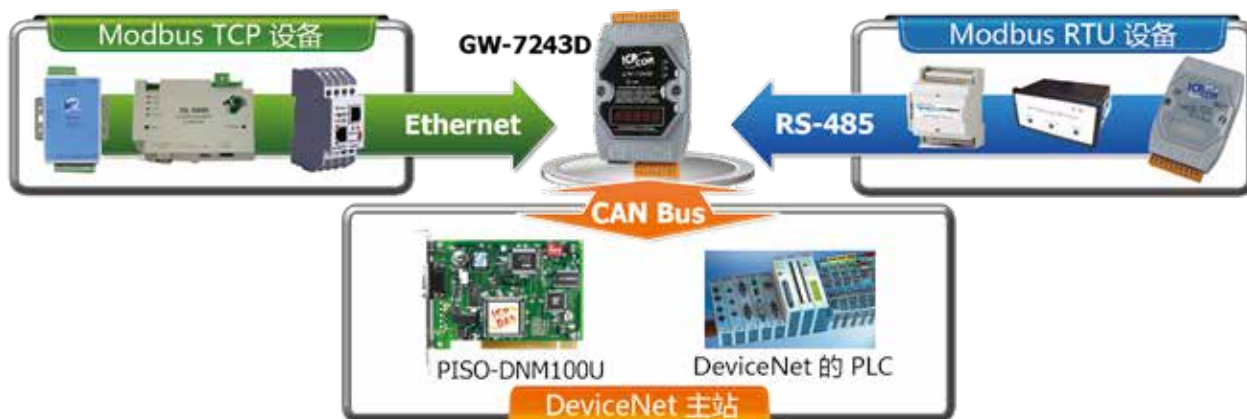 Modbus TCP 设备
GW-7243D
Modbus RTU 设备
Ethernet
RS-485
CAN Bus
PISO-DNM100U
DeviceNet 的 PLC
DeviceNet 主站